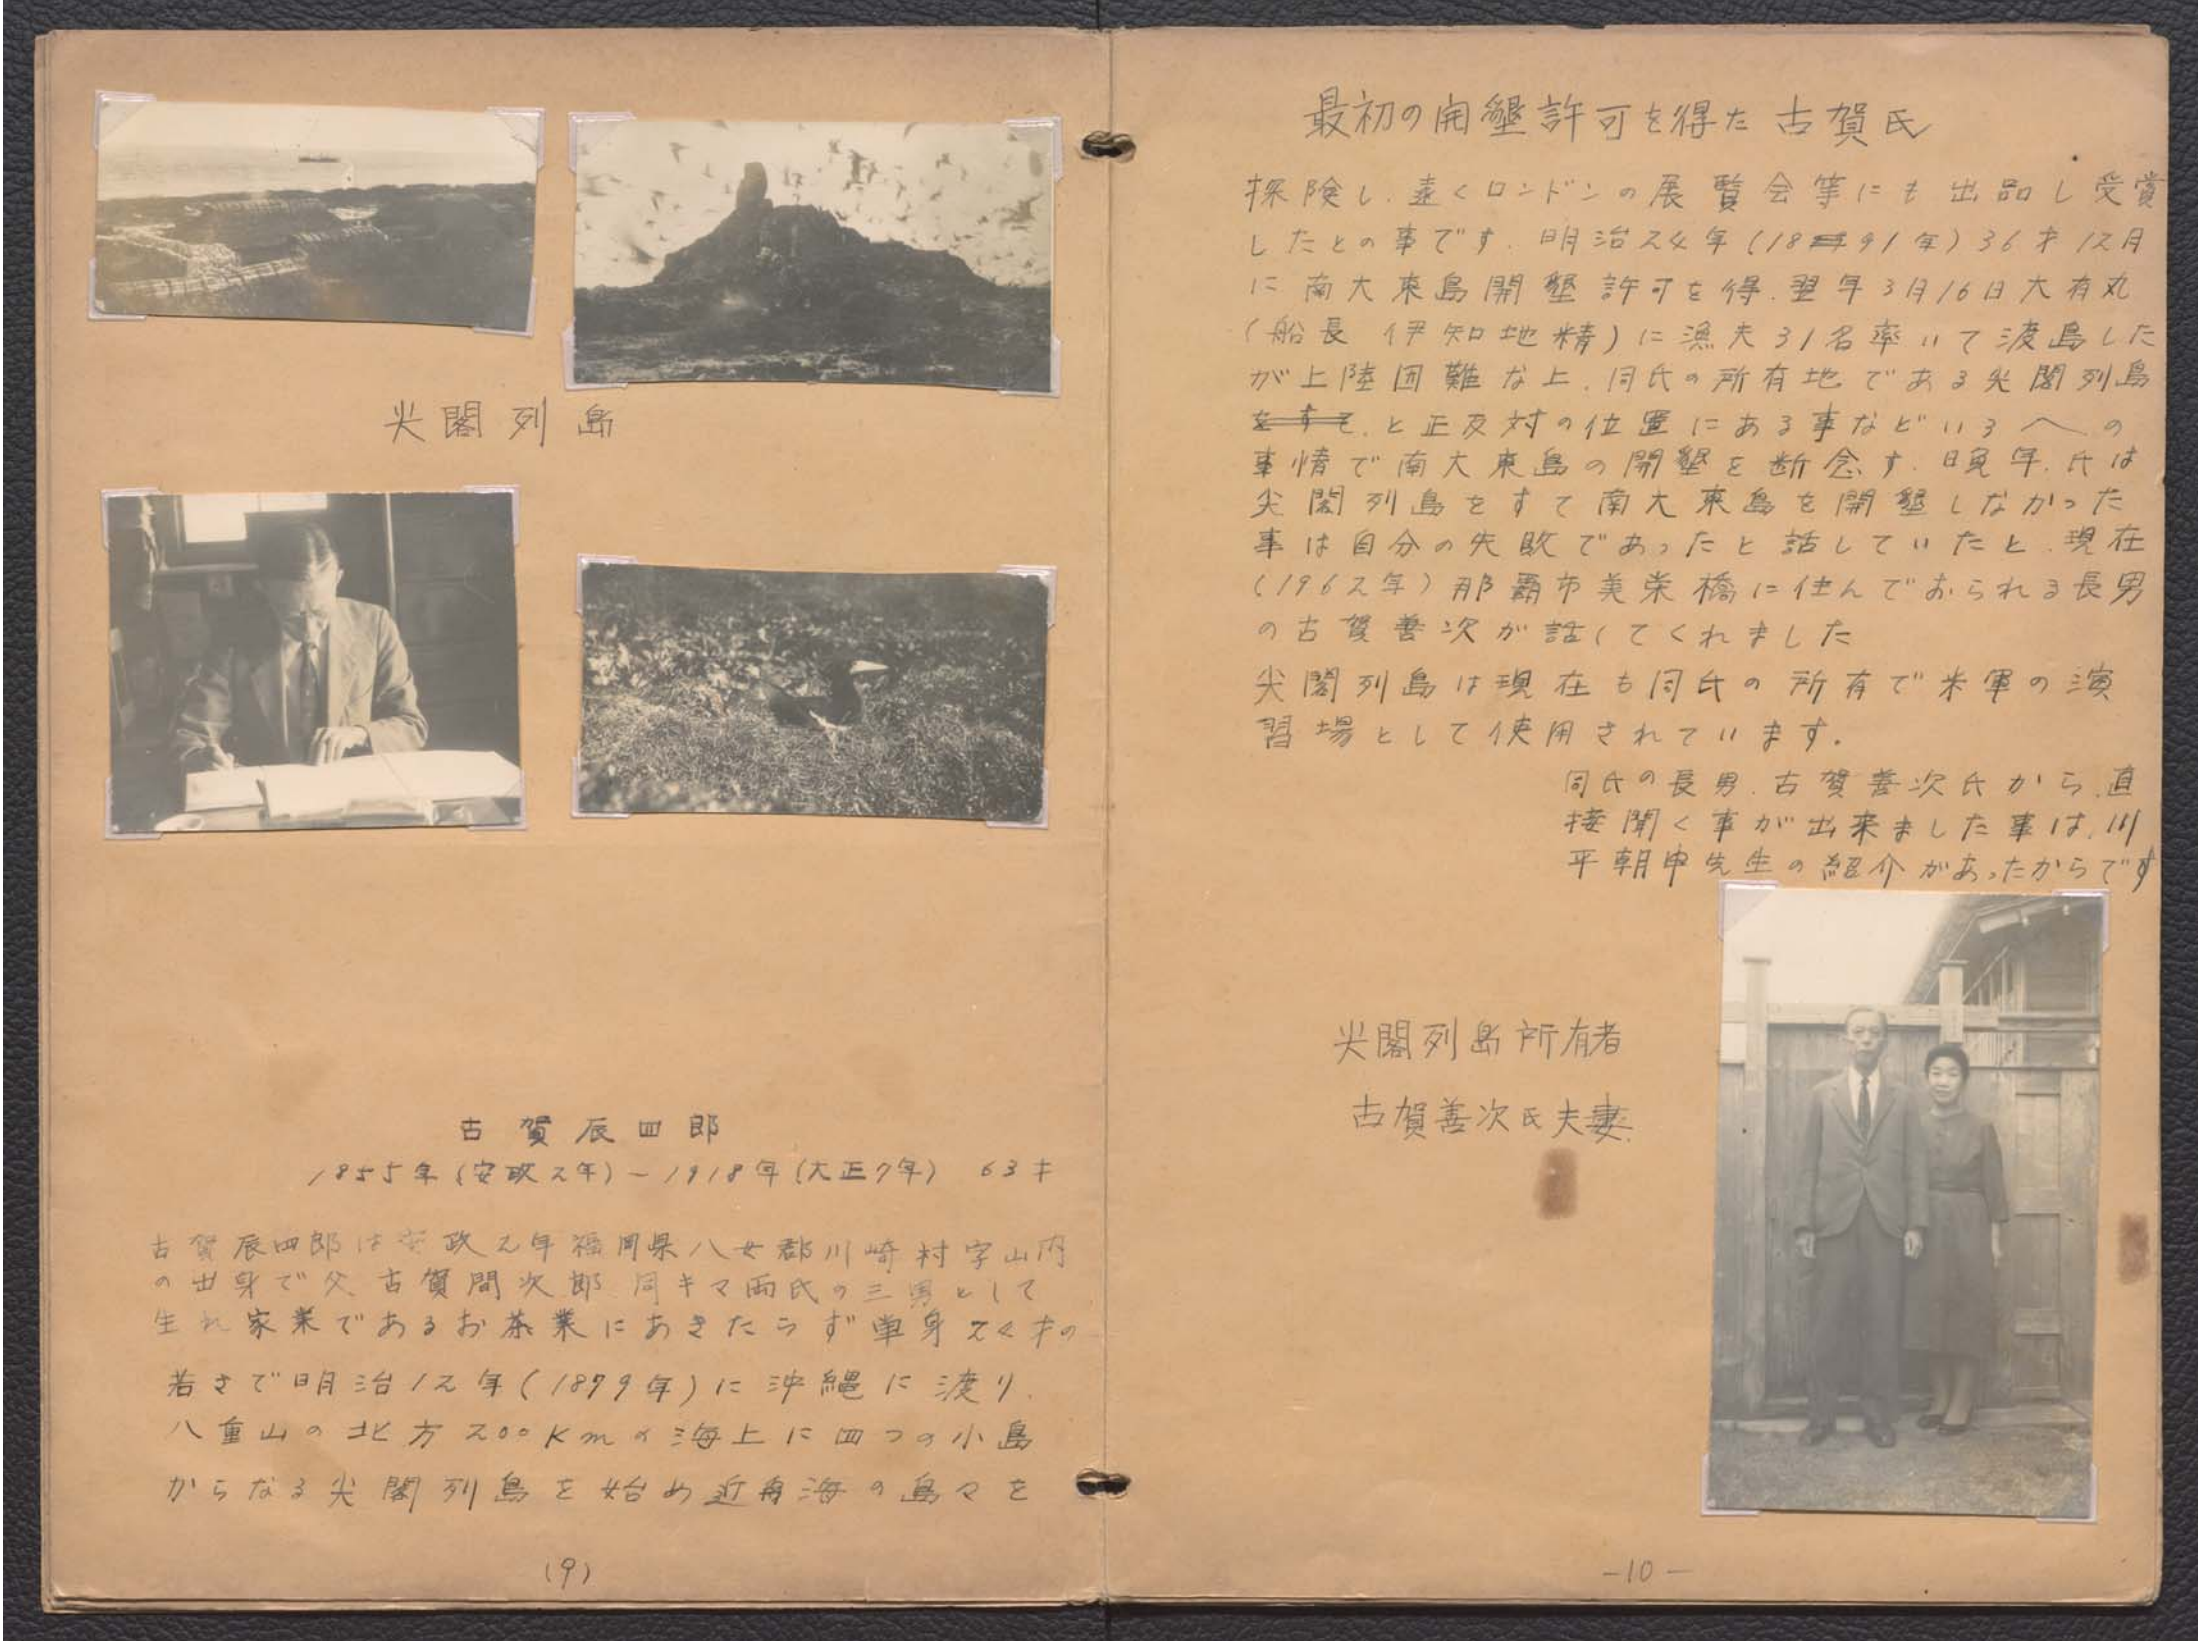 尖閣列島
古賀辰四郎
1855年(安政2年)~1918年(大正7年) 63才
古賀辰四郎は安政2年福岡県八女郡川崎村字山内
の出身で父古賀間次郎 同キマ両氏の三男として
生れ家業であるお茶業にあきたらず単身24才の
若さで明治12年(1879年)に沖縄に渡り、
八重山の北方200Kmの海上に四つの小島
からなる尖閣列島を始め近海の島々を
(9)
最初の開墾許可を得た古賀氏
探険し、遠くロンドンの展覧会等にも出品し受賞
したとの事です。明治24年(1891年)36才12月
に南大東島開墾許可を得、翌年3月16日大有丸
(船長 伊知地精)に漁夫31名率いて渡島した
が上陸困難な上、同氏の所有地である尖閣列島
をすて、と正反対の位置にある事などいろ〱の
事情で南大東島の開墾を断念す。晩年、氏は
尖閣列島をすて南大東島を開墾しなかった
事は自分の失敗であったと話していたと、現在
(1962年)那覇市美栄橋に住んでおられる長男
の古賀善次が話してくれました
尖閣列島は現在も同氏の所有で米軍の演
習場として使用されています。
同氏の長男、古賀善次氏から、直
接聞く事が出来ました事は、川
平朝申先生の紹介があったからです
尖閣列島所有者
古賀善次氏夫妻
-10-